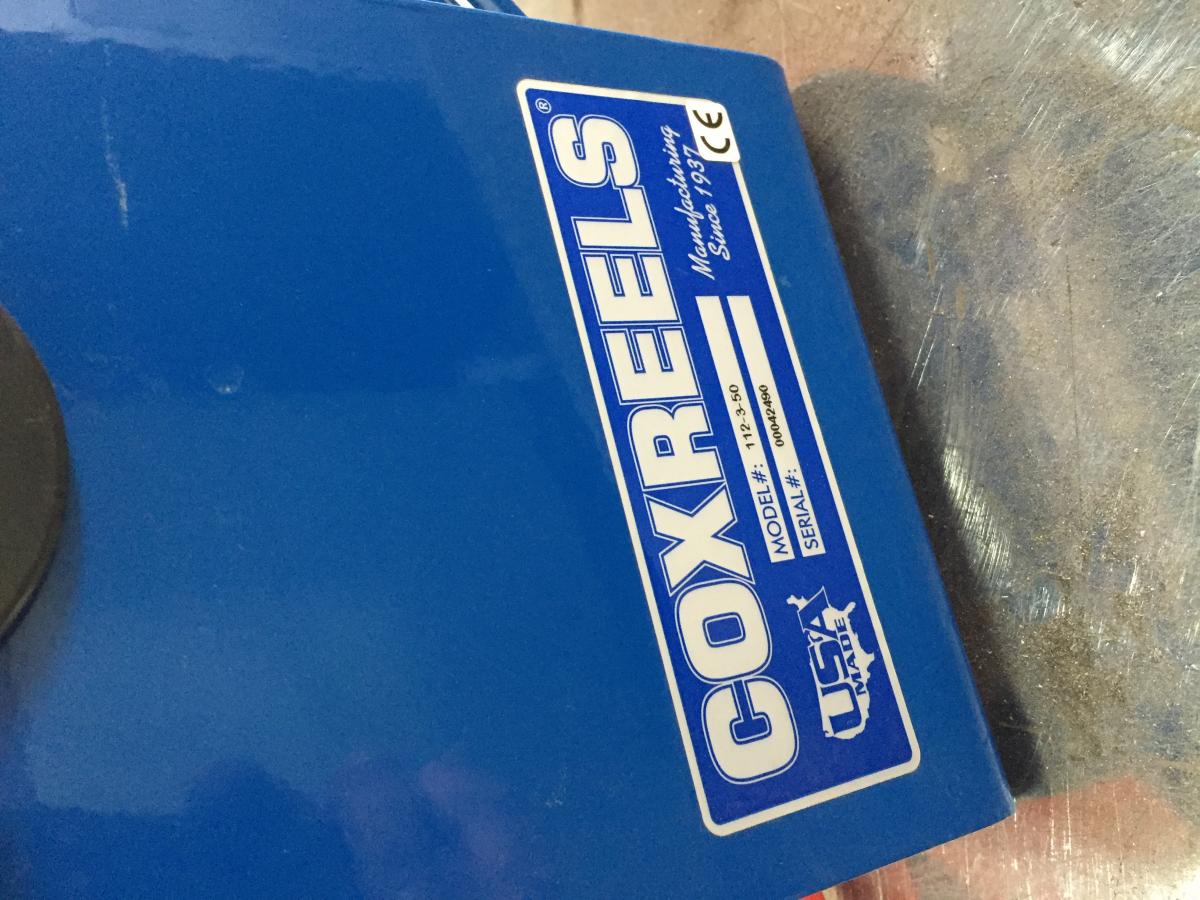 COXREELS®
USA
MADE
MODEL#: 112-3-50
SERIAL#: 00042490
Manufacturing
Since 1937
CE